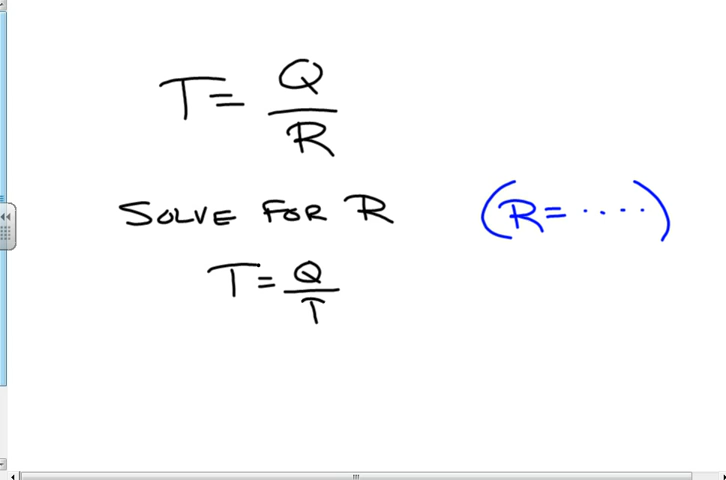 T = Q/R
SOLVE FOR R (R = ....)
T = Q/T